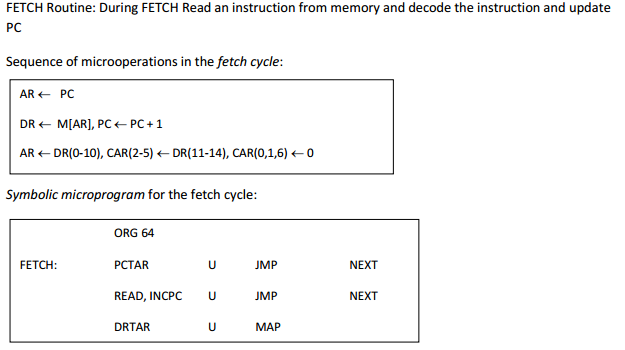 FETCH Routine: During FETCH Read an instruction from memory and decode the instruction and update
PC
Sequence of microoperations in the fetch cycle:
AR ← PC
DR ← M[AR], PC ← PC + 1
AR ← DR(0-10), CAR(2-5) ← DR(11-14), CAR(0,1,6) ← 0
Symbolic microprogram for the fetch cycle:
ORG 64
FETCH: PCTAR U JMP NEXT
READ, INCPC U JMP NEXT
DRTAR U MAP